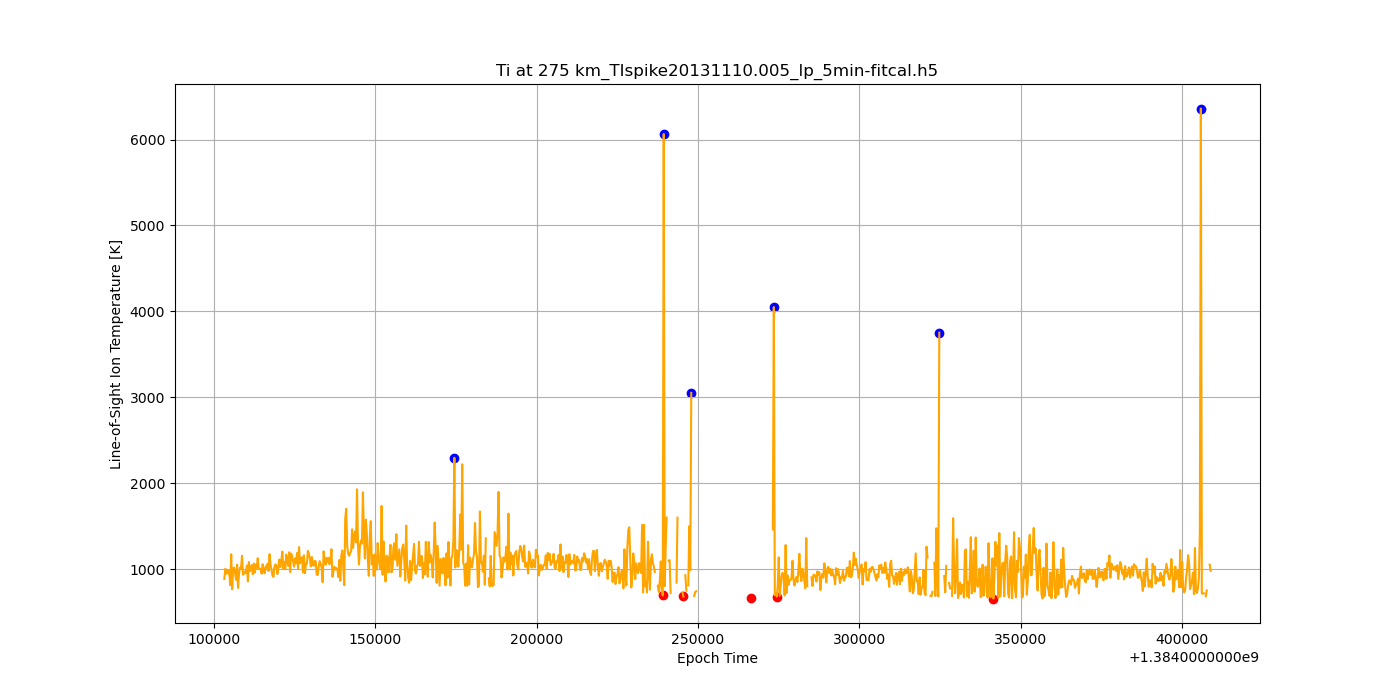 Ti at 275 km_TIspike20131110.005_lp_5min-fitcal.h5
Line-of-Sight Ion Temperature [K]
6000
5000
4000
3000
2000
1000
100000 150000 200000 250000 300000 350000 400000
Epoch Time
+1.3840000000e9